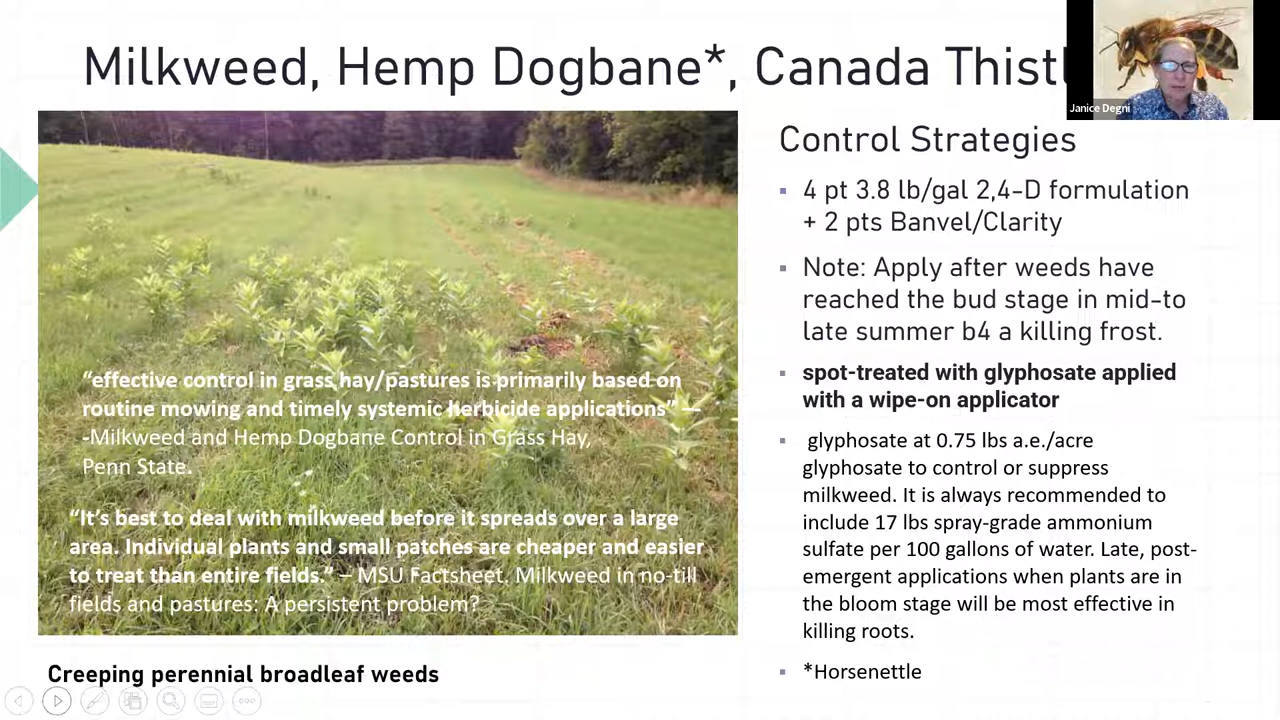 Milkweed, Hemp Dogbane*, Canada Thistl
Janice Degni
Control Strategies
▪ 4 pt 3.8 lb/gal 2,4-D formulation
+ 2 pts Banvel/Clarity
▪ Note: Apply after weeds have
reached the bud stage in mid-to
late summer b4 a killing frost.
▪ spot-treated with glyphosate applied
with a wipe-on applicator
▪ glyphosate at 0.75 lbs a.e./acre
glyphosate to control or suppress
milkweed. It is always recommended to
include 17 lbs spray-grade ammonium
sulfate per 100 gallons of water. Late, post-
emergent applications when plants are in
the bloom stage will be most effective in
killing roots.
▪ *Horsenettle
“effective control in grass hay/pastures is primarily based on
routine mowing and timely systemic herbicide applications” —
-Milkweed and Hemp Dogbane Control in Grass Hay,
Penn State.
“It’s best to deal with milkweed before it spreads over a large
area. Individual plants and small patches are cheaper and easier
to treat than entire fields.” – MSU Factsheet. Milkweed in no-till
fields and pastures: A persistent problem?
Creeping perennial broadleaf weeds